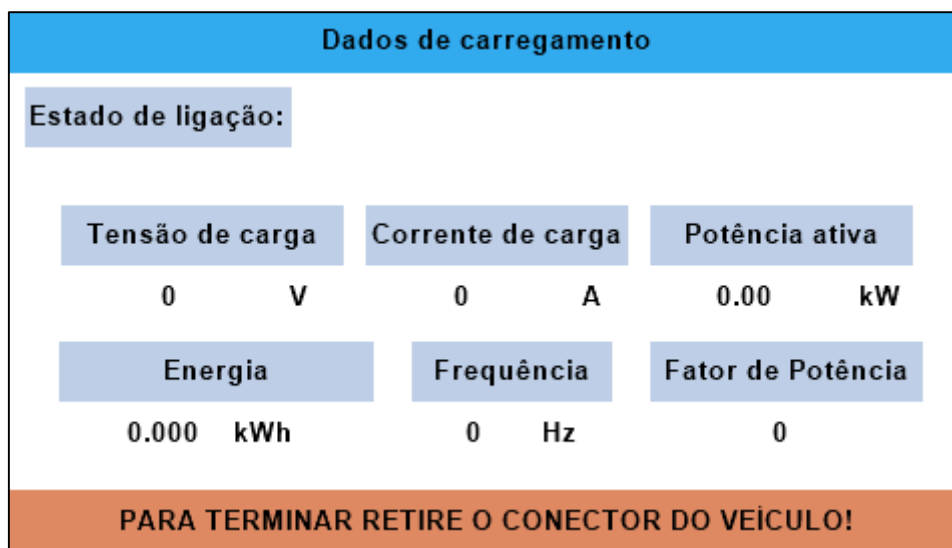 Dados de carregamento
Estado de ligação:
Tensão de carga Corrente de carga Potência ativa
0 V 0 A 0.00 kW
Energia Frequência Fator de Potência
0.000 kWh 0 Hz 0
PARA TERMINAR RETIRE O CONECTOR DO VEÍCULO!